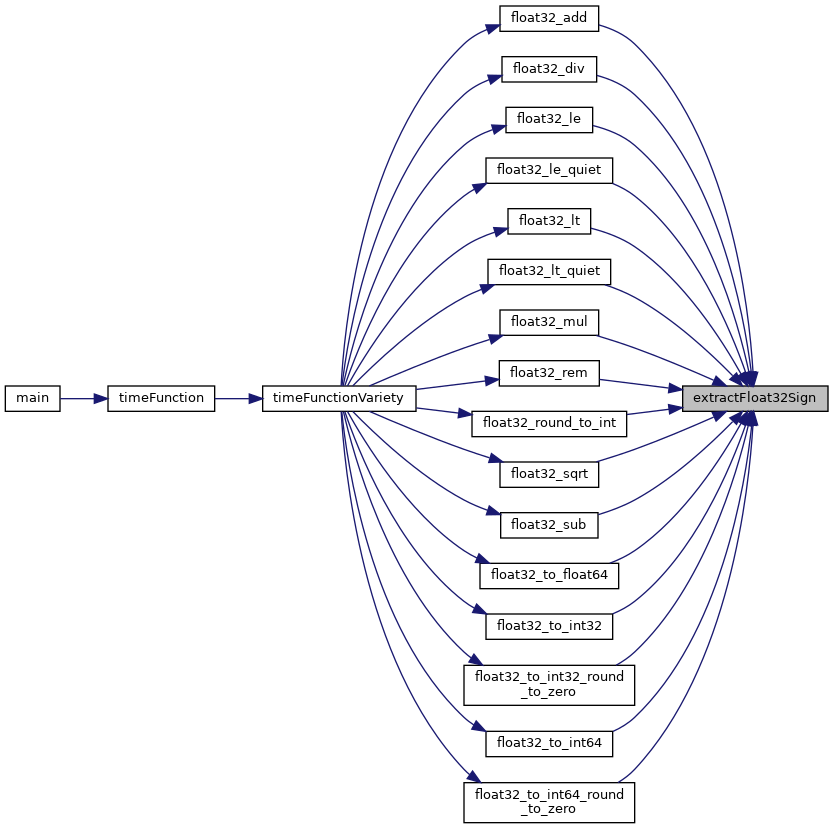 float32_add
float32_div
float32_le
float32_le_quiet
float32_lt
float32_lt_quiet
float32_mul
float32_rem
main
timeFunction
timeFunctionVariety
extractFloat32Sign
float32_round_to_int
float32_sqrt
float32_sub
float32_to_float64
float32_to_int32
float32_to_int32_round
_to_zero
float32_to_int64
float32_to_int64_round
_to_zero